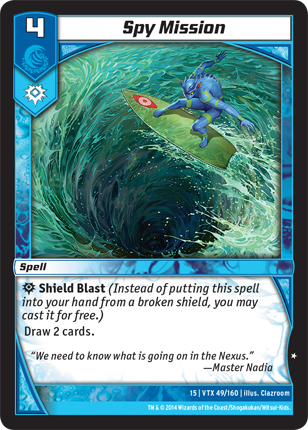 4
Spy Mission
Spell
Shield Blast (Instead of putting this spell
into your hand from a broken shield, you may
cast it for free.)
Draw 2 cards.
"We need to know what is going on in the Nexus."
—Master Nadia
15 | VTX 49/160 | illus. Clazroom
TM & © 2014 Wizards of the Coast/Shogakukan/Mitsui-Kids.